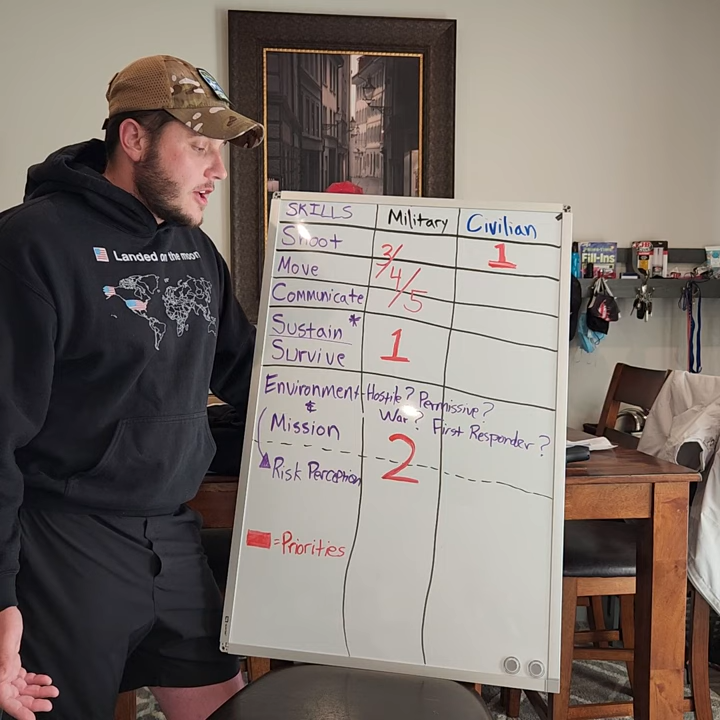 Landed on the moon
SKILLS Military Civilian
Shoot 3/4/5 1
Move
Communicate
Sustain *
Survive 1
Environment - Hostile? Permissive?
& War? First Responder?
Mission 2
Risk Perception
= Priorities
Fill-Ins